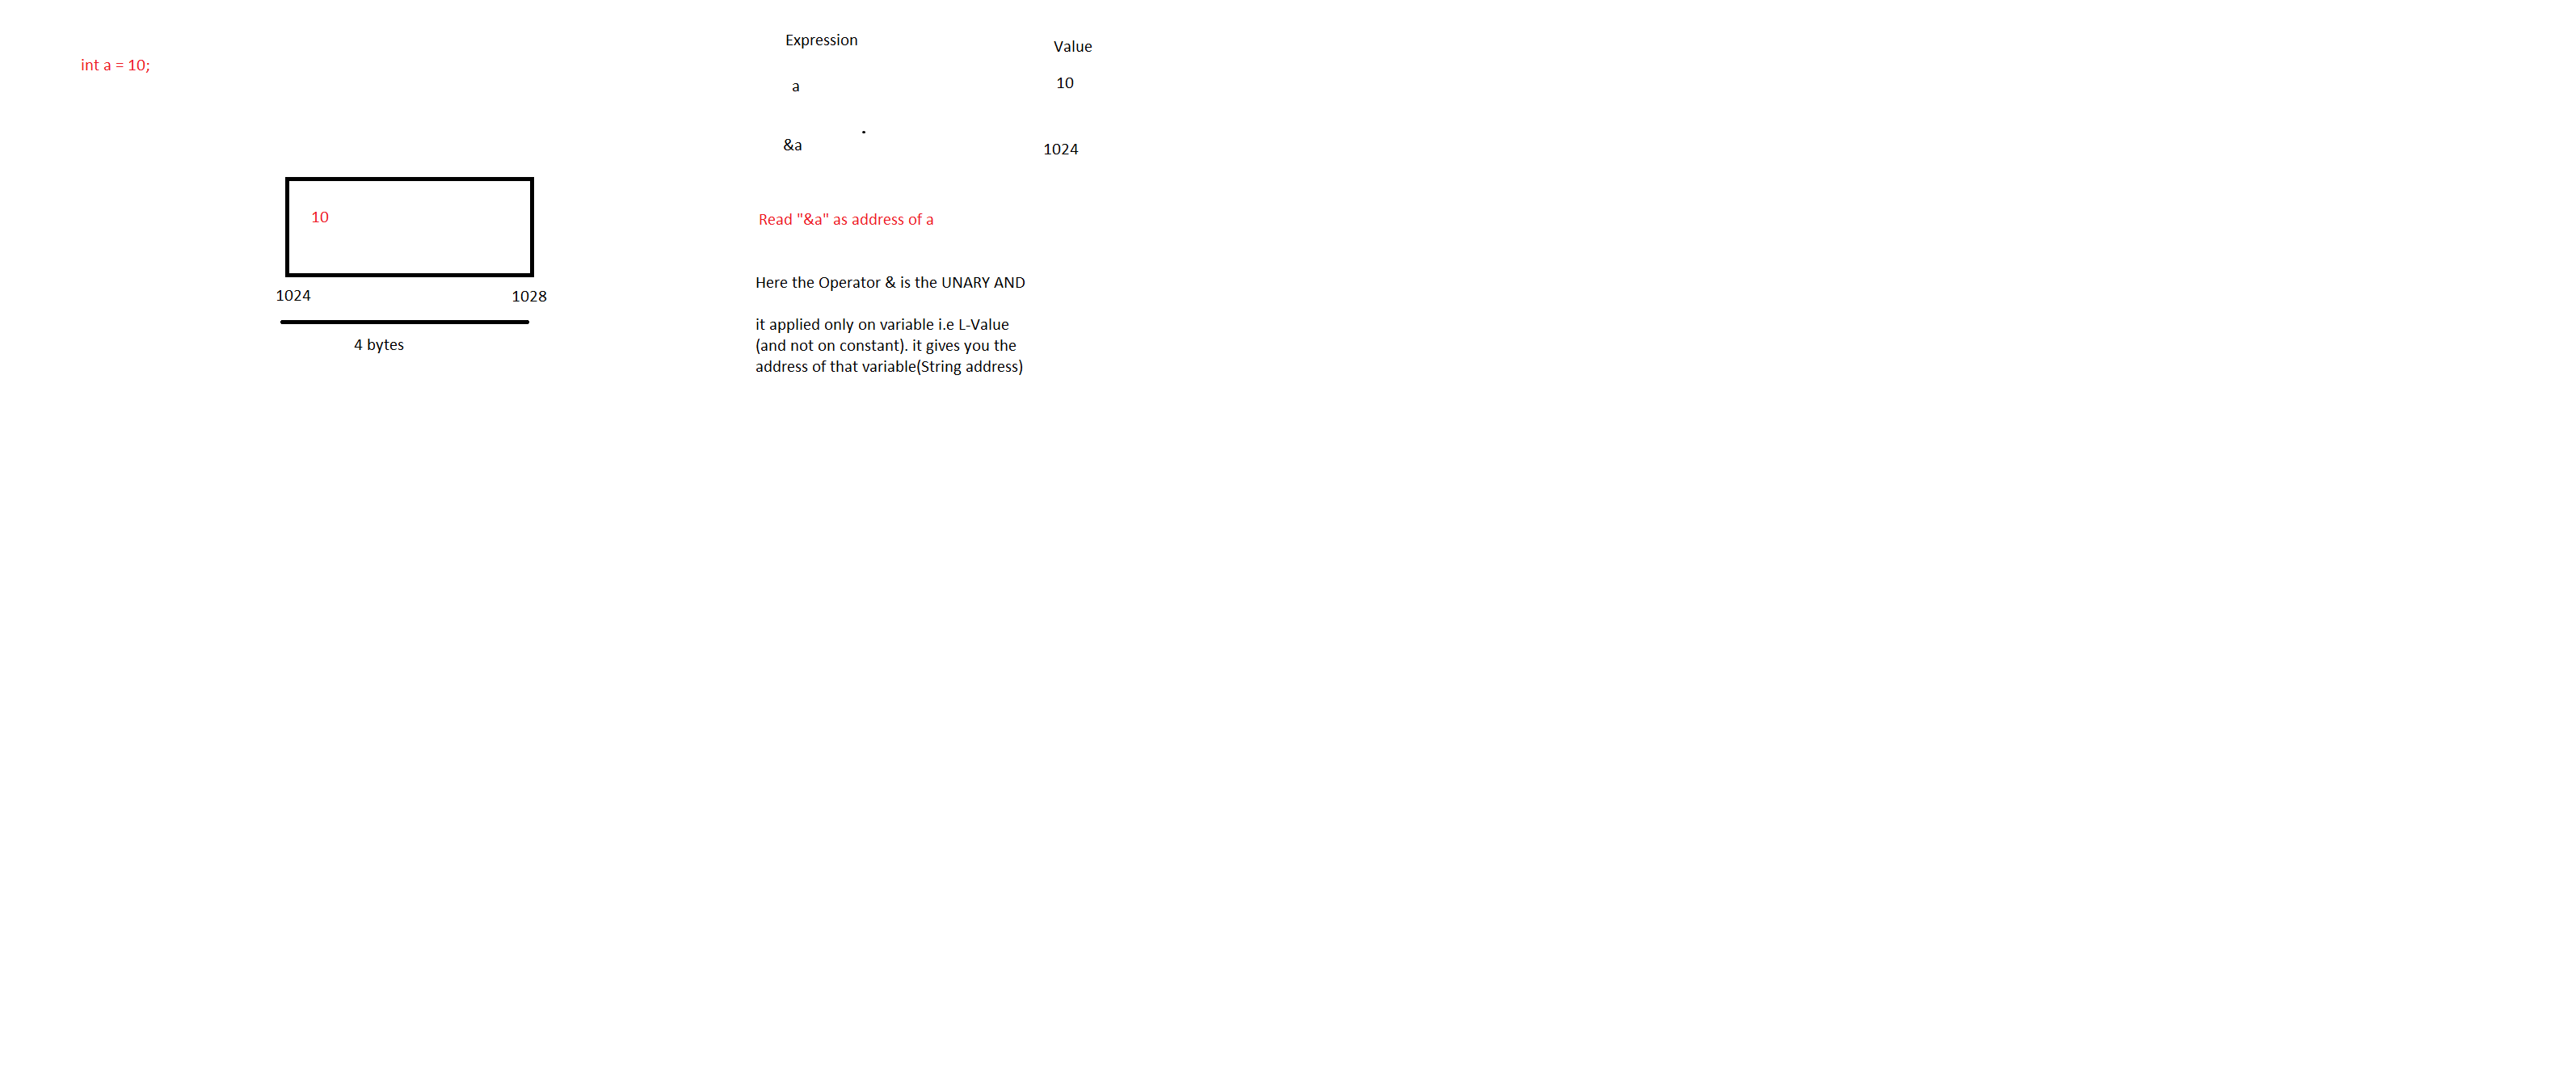 int a = 10;
10
1024 1028
4 bytes
Expression Value
a 10
&a 1024
Read "&a" as address of a
Here the Operator & is the UNARY AND
it applied only on variable i.e L-Value
(and not on constant). it gives you the
address of that variable(String address)